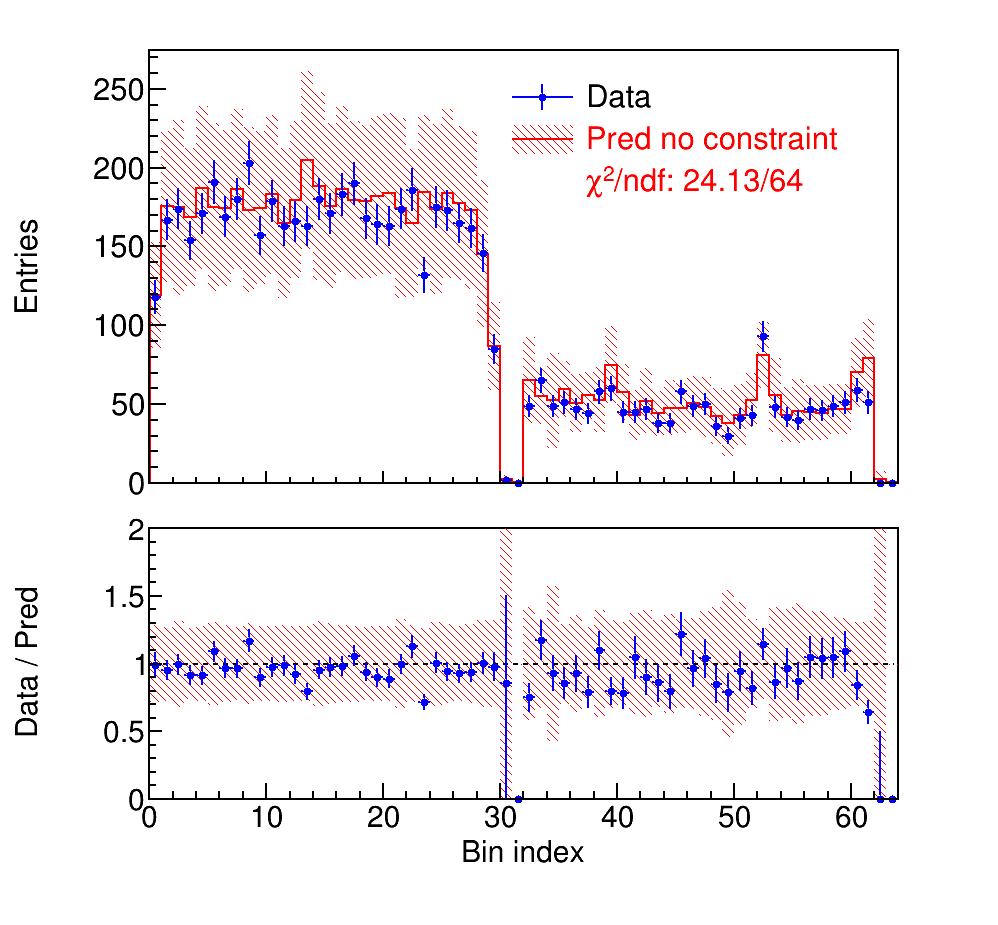 250
200
150
100
50
0
Entries
Data
Pred no constraint
χ²/ndf: 24.13/64
2
1.5
1
0.5
0
Data / Pred
0 10 20 30 40 50 60
Bin index